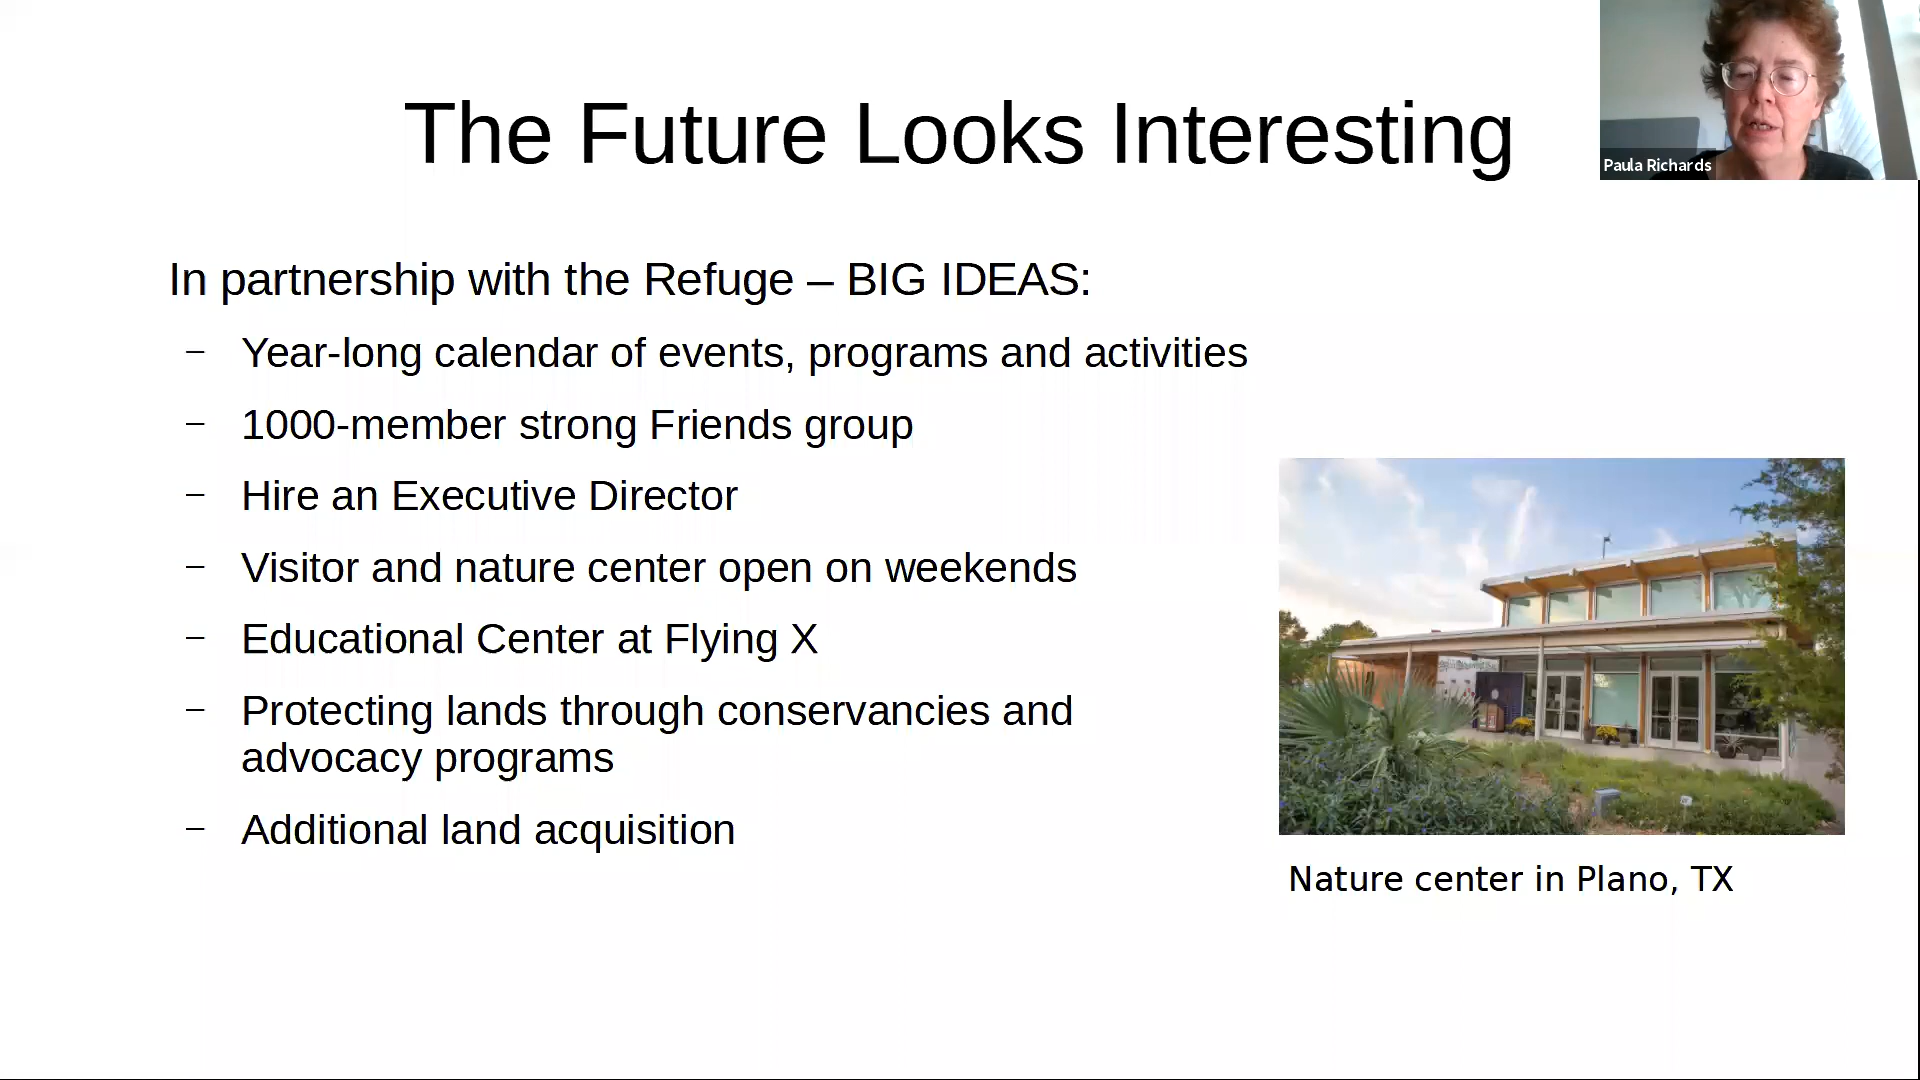 The Future Looks Interesting
Paula Richards
In partnership with the Refuge – BIG IDEAS:
– Year-long calendar of events, programs and activities
– 1000-member strong Friends group
– Hire an Executive Director
– Visitor and nature center open on weekends
– Educational Center at Flying X
– Protecting lands through conservancies and
advocacy programs
– Additional land acquisition
Nature center in Plano, TX